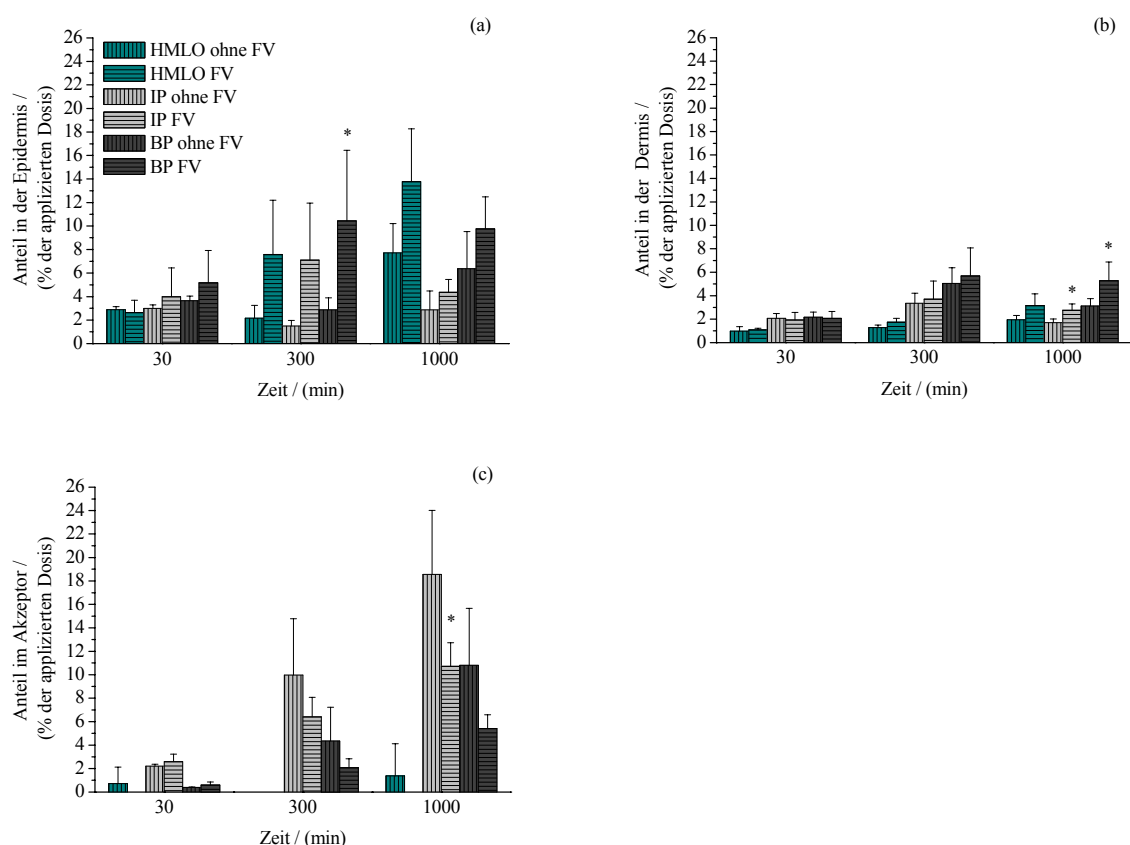 (a)
26
24
22
20
18
16
14
12
10
8
6
4
2
0
Anteil in der Epidermis /
(% der applizierten Dosis)
HMLO ohne FV
HMLO FV
IP ohne FV
IP FV
BP ohne FV
BP FV
*
30 300 1000
Zeit / (min)
(b)
26
24
22
20
18
16
14
12
10
8
6
4
2
0
Anteil in der Dermis /
(% der applizierten Dosis)
*
*
30 300 1000
Zeit / (min)
(c)
26
24
22
20
18
16
14
12
10
8
6
4
2
0
Anteil im Akzeptor /
(% der applizierten Dosis)
*
30 300 1000
Zeit / (min)